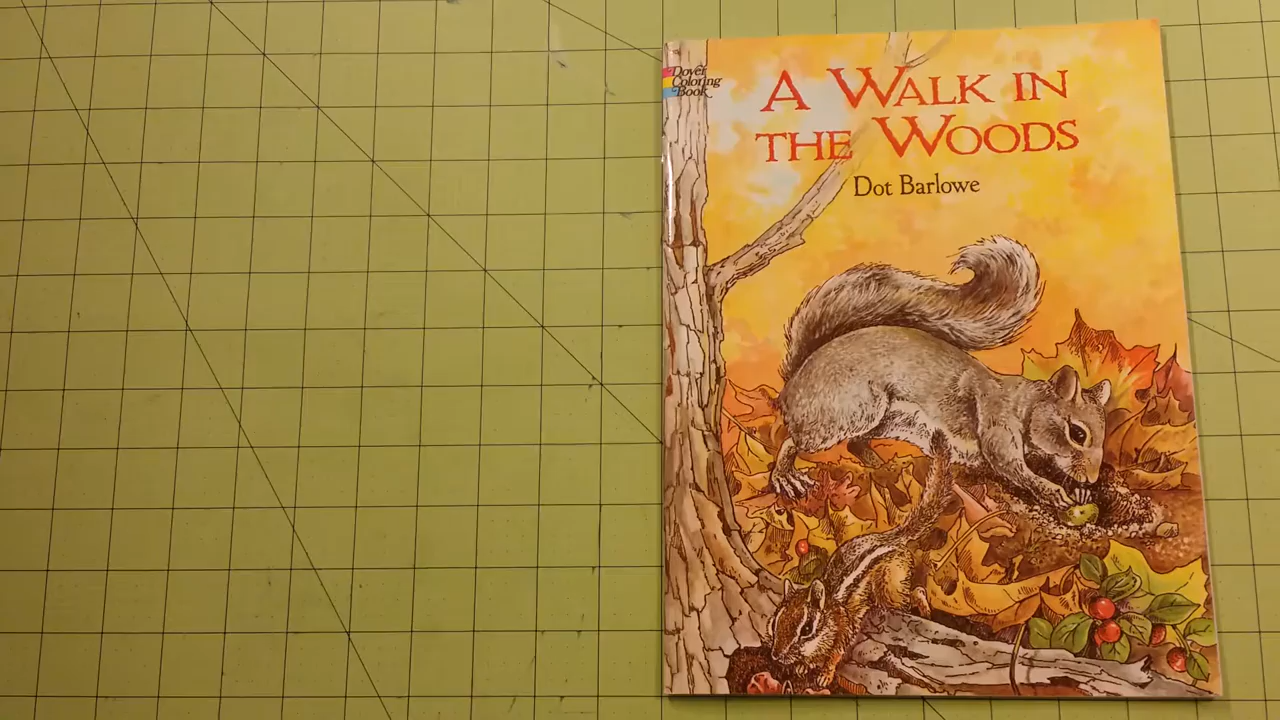 Dover
Coloring
Book
A WALK IN
THE WOODS
Dot Barlowe